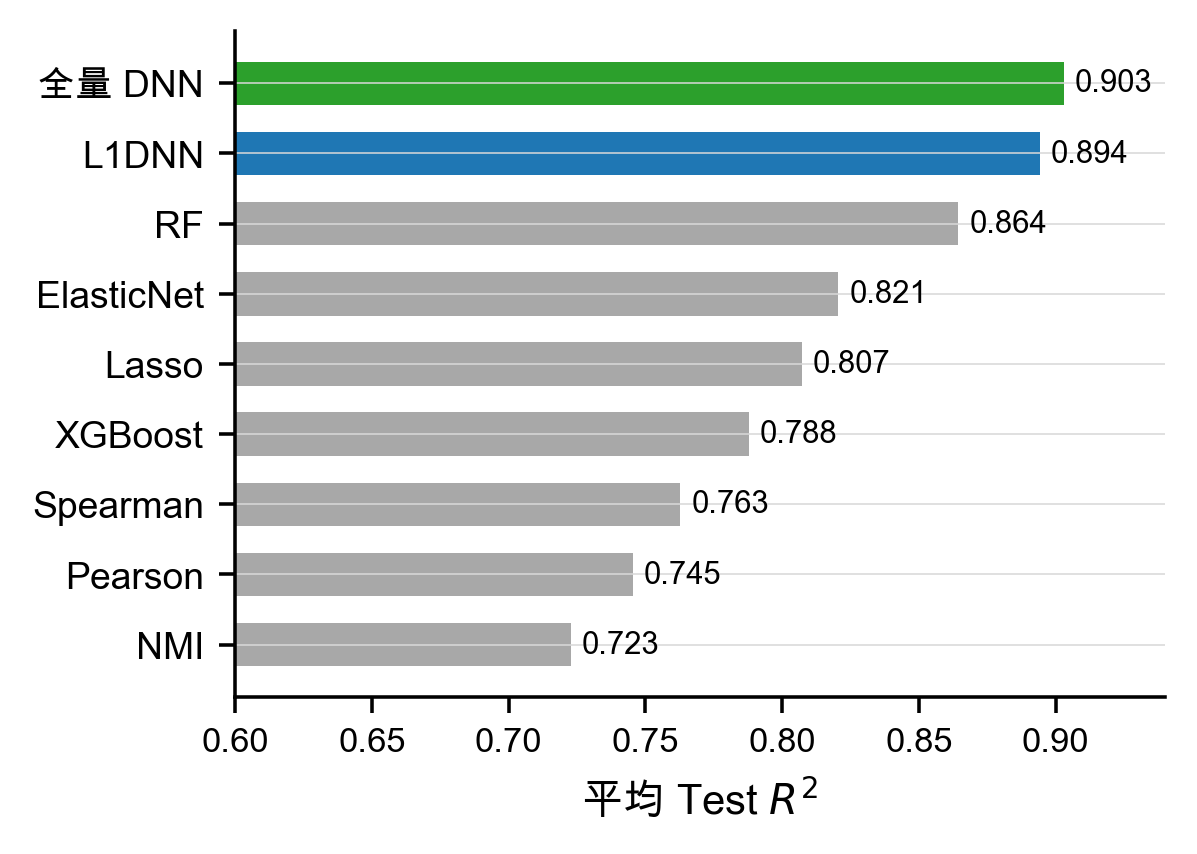 全量 DNN 0.903
L1DNN 0.894
RF 0.864
ElasticNet 0.821
Lasso 0.807
XGBoost 0.788
Spearman 0.763
Pearson 0.745
NMI 0.723
0.60 0.65 0.70 0.75 0.80 0.85 0.90
平均 Test R²